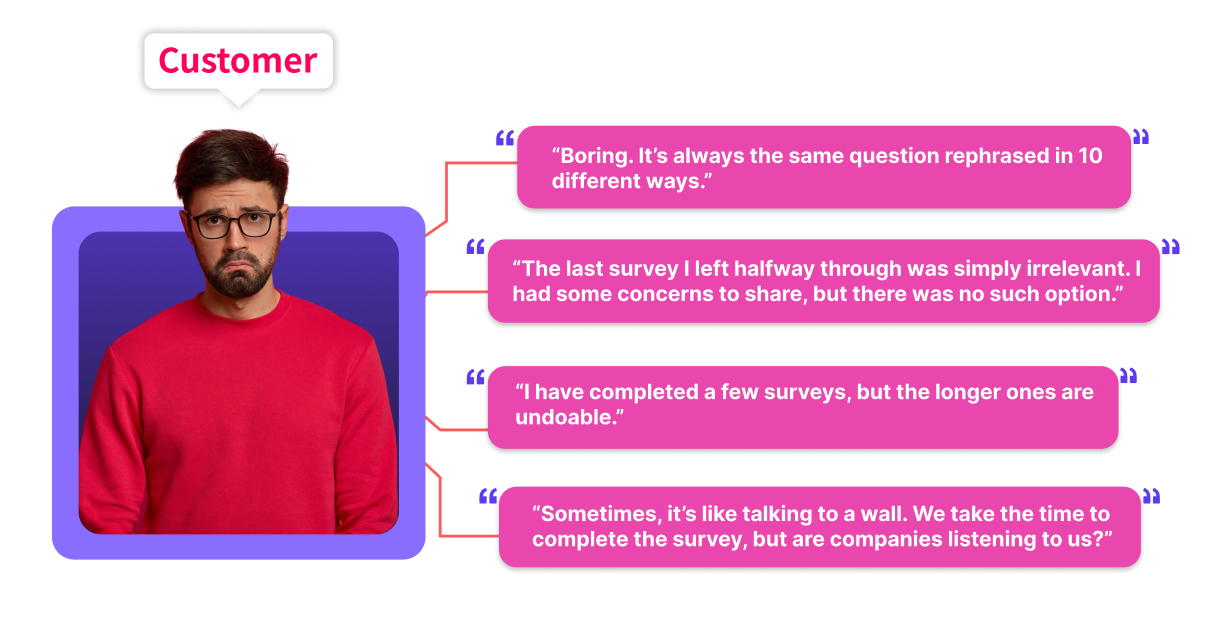 Customer
“Boring. It’s always the same question rephrased in 10
different ways.”
“The last survey I left halfway through was simply irrelevant. I
had some concerns to share, but there was no such option.”
“I have completed a few surveys, but the longer ones are
undoable.”
“Sometimes, it’s like talking to a wall. We take the time to
complete the survey, but are companies listening to us?”